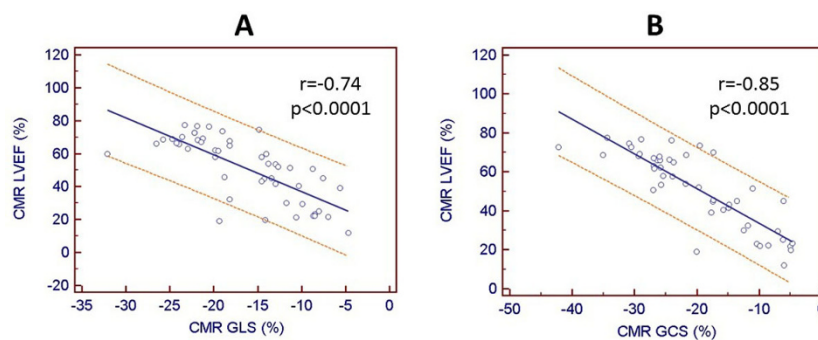 A
B
r=-0.74
p<0.0001
r=-0.85
p<0.0001
CMR LVEF (%)
120
100
80
60
40
20
0
20
-35
-30
-25
-20
-15
-10
-5
0
CMR GLS (%)
CMR LVEF (%)
120
100
80
60
40
20
0
-50
-40
-30
-20
-10
0
CMR GCS (%)